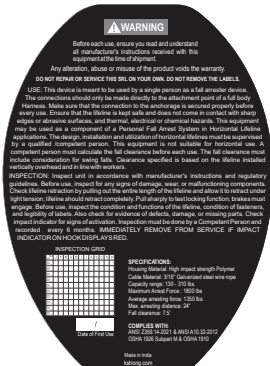 WARNING
Before each use, ensure you read and understand
all manufacturer's instructions received with this
equipment at the time of shipment.
Any alteration, abuse or misuse of the product voids the warranty.
DO NOT REPAIR OR SERVICE THIS SRL ON YOUR OWN. DO NOT REMOVE THE LABELS.
USE: This device is meant to be used by a single person as a fall arrester device.
The connections should only be made directly to the attachment point of a full body
Harness. Make sure that the connection to the anchorage is secured properly before
every use. Ensure that the lifeline is kept safe and does not come in contact with sharp
edges or abrasive surfaces, and thermal, electrical or chemical hazards. This equipment
may be used as a component of a Personal Fall Arrest System in Horizontal Lifeline
applications. The design, installation and utilization of horizontal lifelines must be supervised
by a qualified competent person. This equipment is not suitable for horizontal use. A
competent person must calculate the fall clearance before each use. The fall clearance must
include consideration for swing falls. Clearance specified is based on the lifeline installed
vertically overhead and in line with workers.
INSPECTION: Inspect unit in accordance with manufacturer's instructions and regulatory
guidelines. Before use, inspect for any signs of damage, wear, or malfunctioning components.
Check lifeline retraction by pulling out the entire length of the lifeline and allow it to retract under
light tension; lifeline should retract completely. Pull sharply to test locking function; brakes must
engage. Before use, inspect the condition and functions of the lifeline, condition of fasteners,
and legibility of labels. Also check for evidence of defects, damage, or missing parts. Check
impact indicator for signs of activation. Inspection must be done by a Competent Person and
recorded every 6 months. IMMEDIATELY REMOVE FROM SERVICE IF IMPACT
INDICATOR ON HOOK DISPLAYS RED.
INSPECTION GRID
/
Date of First Use
SPECIFICATIONS:
Housing Material: High impact strength Polymer
Cable Material: 3/16" Galvanized steel wire rope
Capacity range: 130 - 310 lbs.
Maximum Arrest Force : 1800 lbs
Average arresting force: 1350 lbs.
Max. arresting distance: 24"
Fall clearance: 7.5'
COMPLIES WITH:
ANSI Z359.14-2021 & ANSI A10.32-2012
OSHA 1926 Subpart M & OSHA 1910
Made in India
kstrong.com